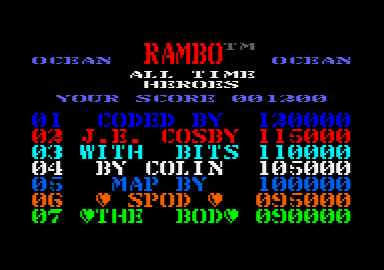 RAMBO™
OCEAN OCEAN
ALL TIME
HEROES
YOUR SCORE 001200
01 CODED BY 120000
02 J.E. COSBY 115000
03 WITH BITS 110000
04 BY COLIN 105000
05 MAP BY 100000
06 ♥ SPOD ♥ 095000
07 ♥THE BOD♥ 090000